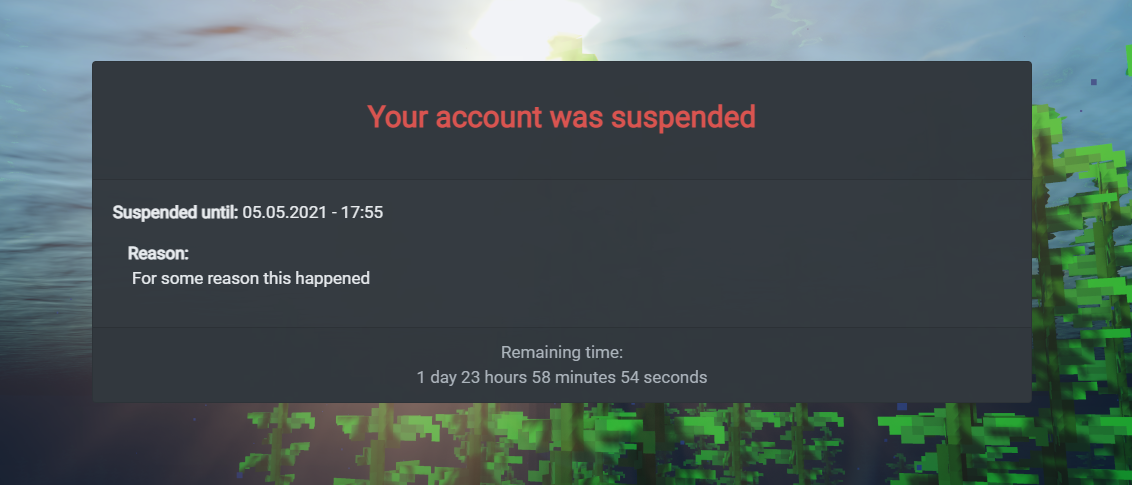 Your account was suspended
Suspended until: 05.05.2021 - 17:55
Reason:
For some reason this happened
Remaining time:
1 day 23 hours 58 minutes 54 seconds